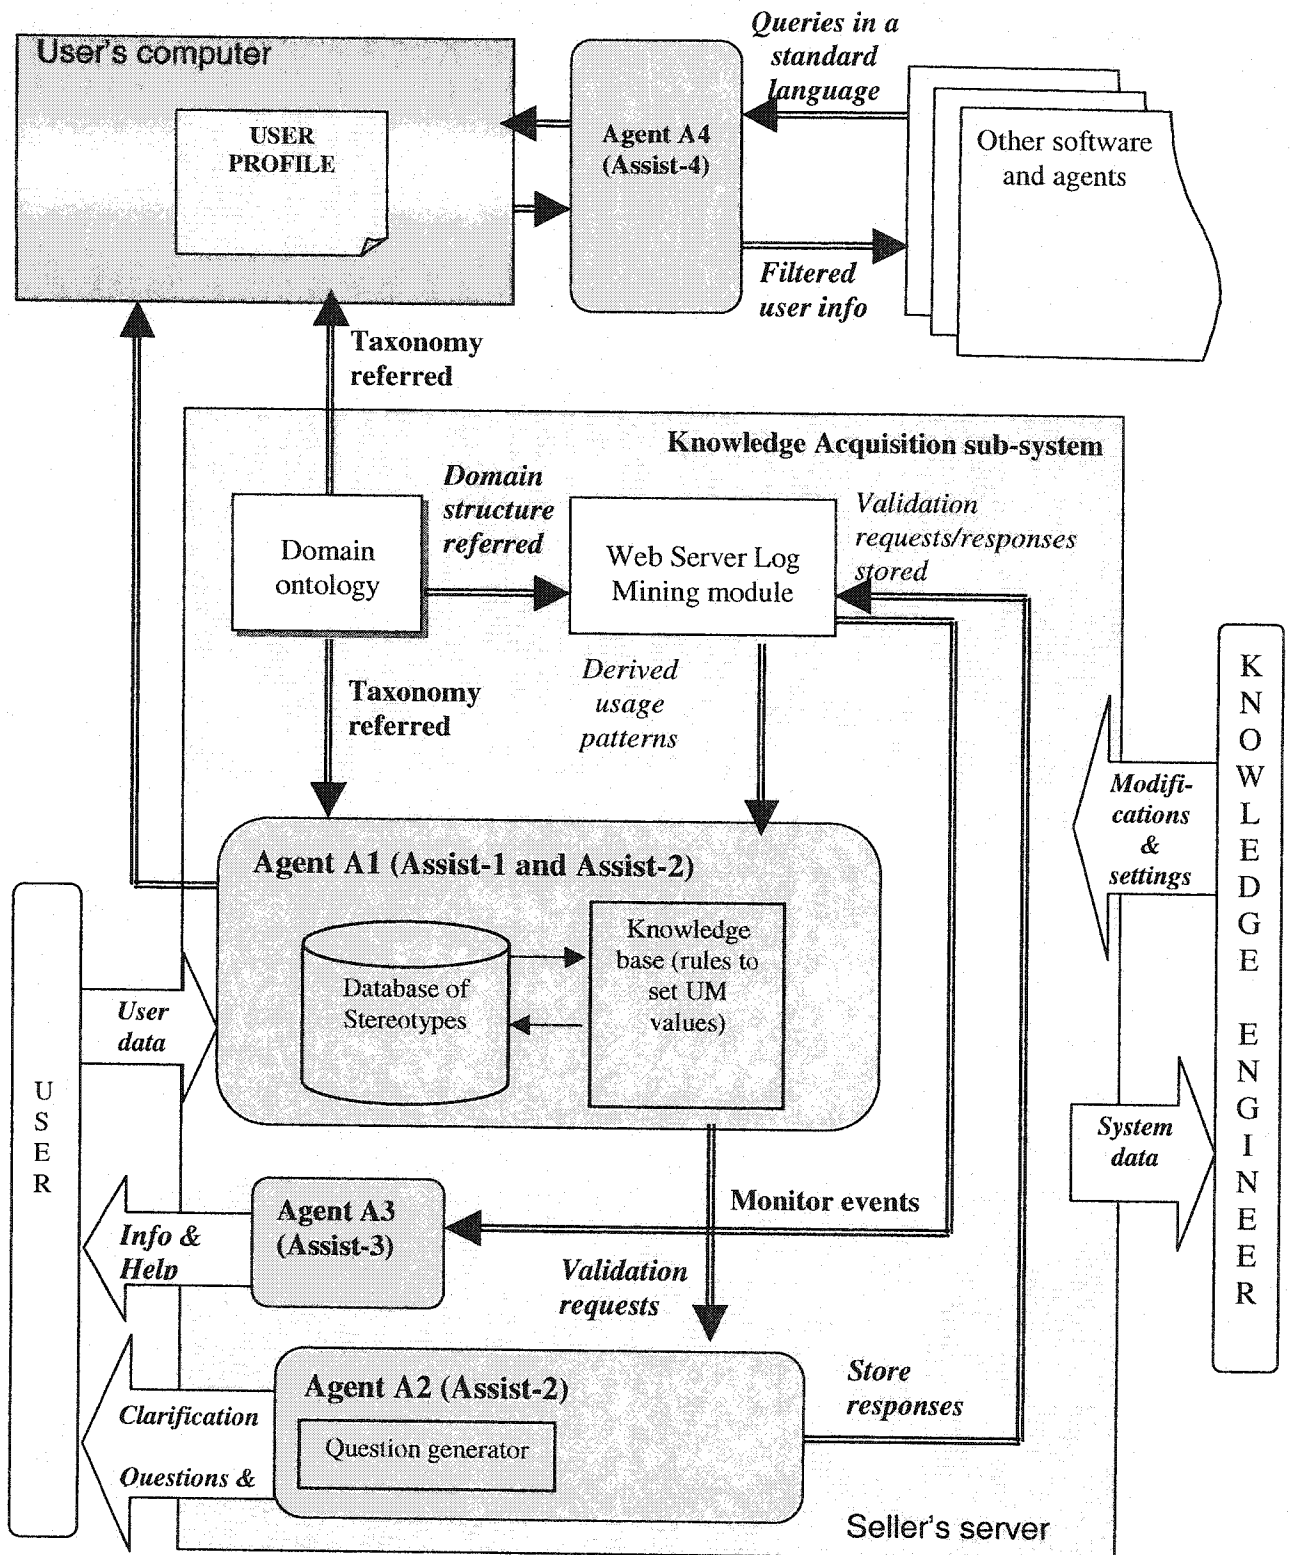 Queries in a
standard
language
User's computer
USER
PROFILE
Agent A4
(Assist-4)
Other software
and agents
Filtered
user info
Taxonomy
referred
Knowledge Acquisition sub-system
Domain
structure
referred
Validation
requests/responses
stored
Domain
ontology
Web Server Log
Mining module
Taxonomy
referred
Derived
usage
patterns
KNOWLEDGE ENGINEER
Modifi-
cations
&
settings
Agent A1 (Assist-1 and Assist-2)
Database of
Stereotypes
Knowledge
base (rules to
set UM
values)
User
data
USER
System
data
Agent A3
(Assist-3)
Monitor events
Info &
Help
Validation
requests
Agent A2 (Assist-2)
Question generator
Store
responses
Clarification
Questions &
Seller's server